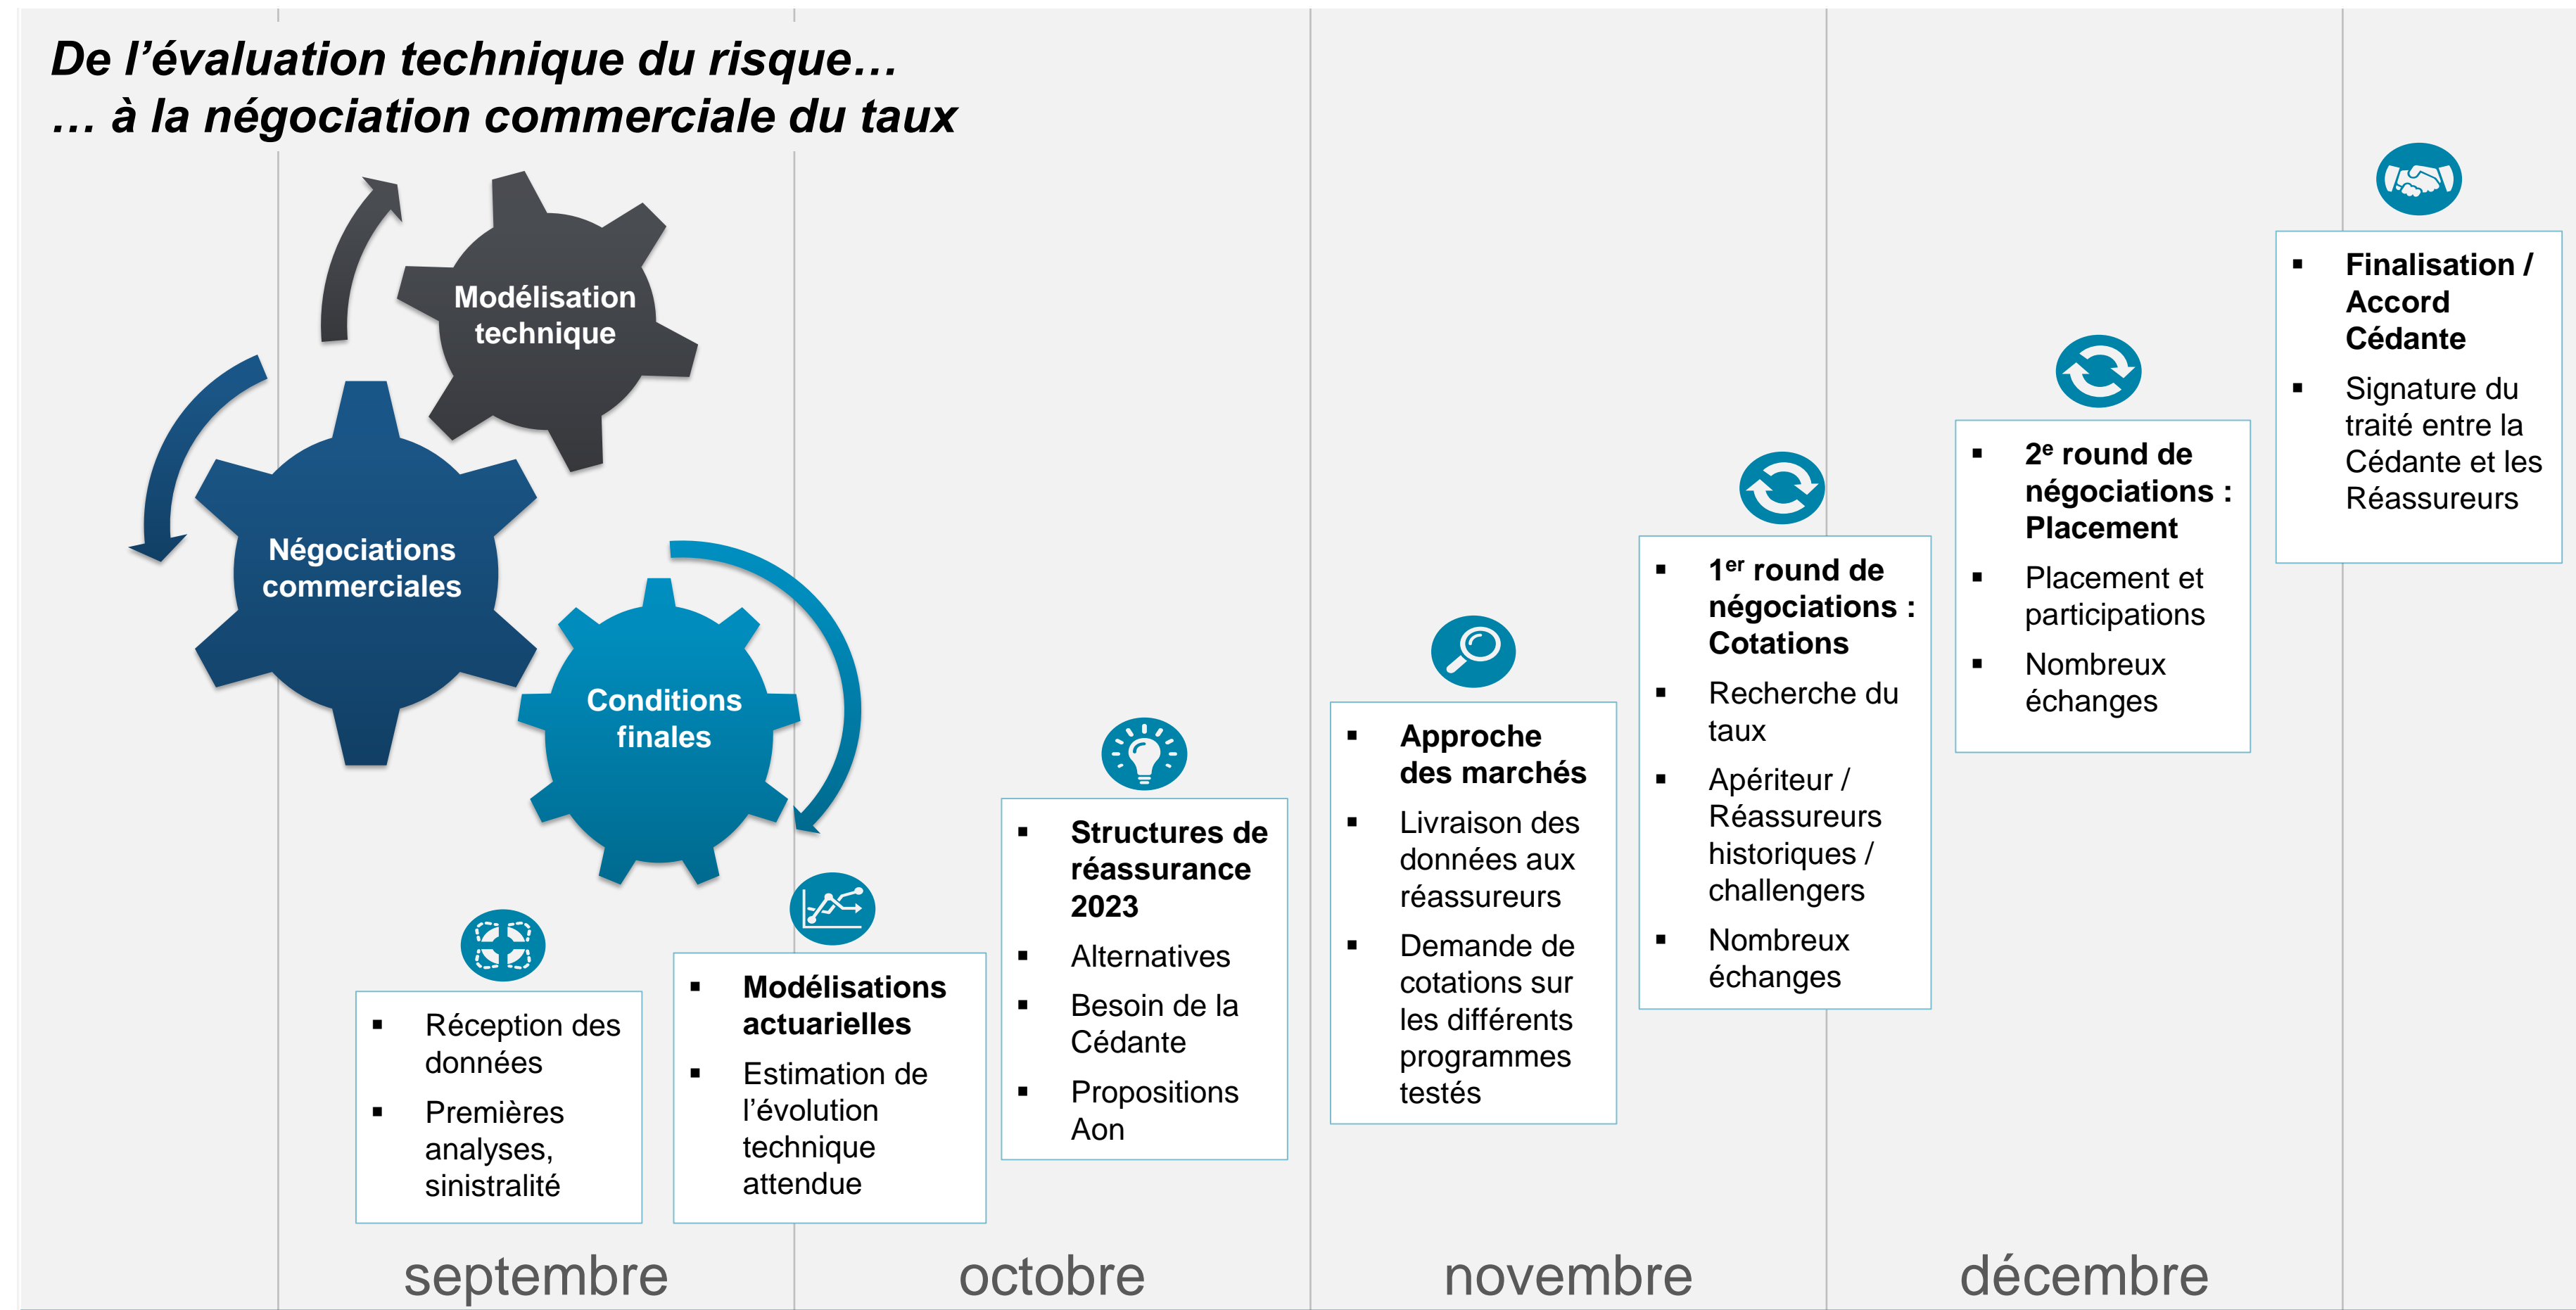 De l’évaluation technique du risque…
… à la négociation commerciale du taux
Modélisation
technique
Négociations
commerciales
Conditions
finales
▪ Réception des
données
▪ Premières
analyses,
sinistralité
▪ Modélisations
actuarielles
▪ Estimation de
l’évolution
technique
attendue
▪ Structures de
réassurance
2023
▪ Alternatives
▪ Besoin de la
Cédante
▪ Propositions
Aon
▪ Approche
des marchés
▪ Livraison des
données aux
réassureurs
▪ Demande de
cotations sur
les différents
programmes
testés
▪ 1er round de
négociations :
Cotations
▪ Recherche du
taux
▪ Apériteur /
Réassureurs
historiques /
challengers
▪ Nombreux
échanges
▪ 2e round de
négociations :
Placement
▪ Placement et
participations
▪ Nombreux
échanges
▪ Finalisation /
Accord
Cédante
▪ Signature du
traité entre la
Cédante et les
Réassureurs
septembre
octobre
novembre
décembre